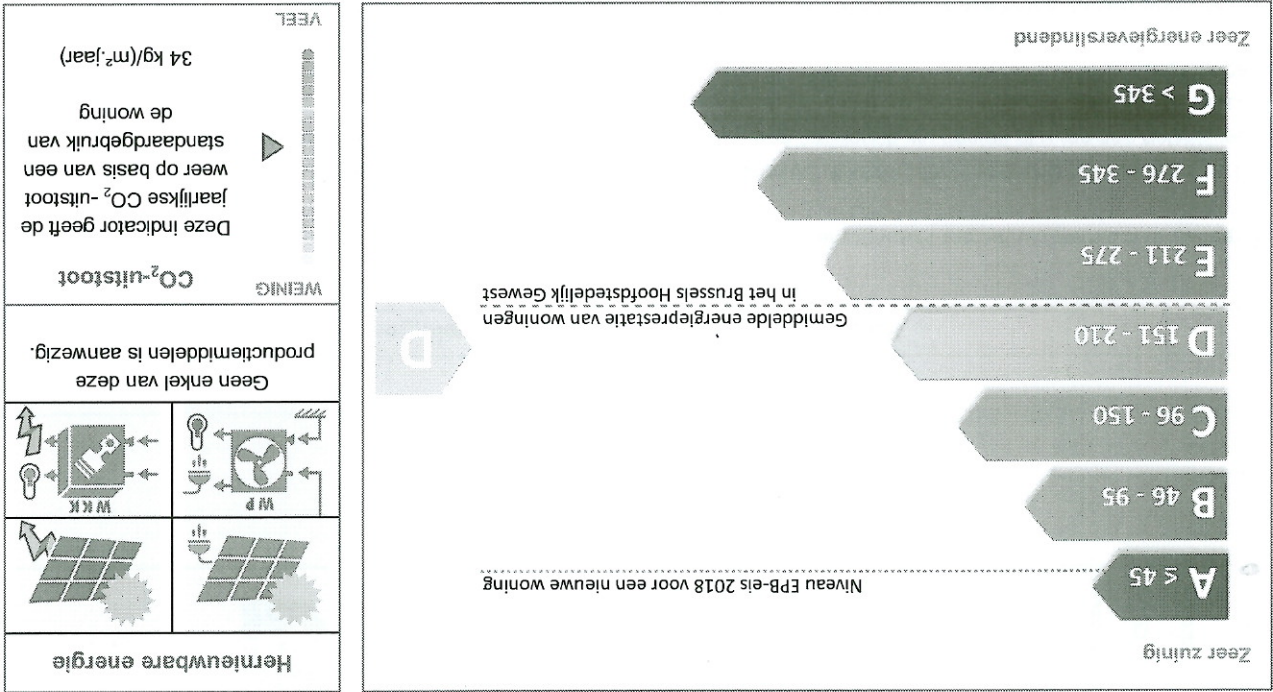 Zeer zuinig
A ≤ 45
Niveau EPB-eis 2018 voor een nieuwe woning
B 46 - 95
C 96 - 150
D 151 - 210
D
Gemiddelde energieprestatie van woningen
in het Brussels Hoofdstedelijk Gewest
E 211 - 275
F 276 - 345
G > 345
Zeer energieverslindend
Hernieuwbare energie
WP
WKK
Geen enkel van deze
productiemiddelen is aanwezig.
WEINIG
CO₂-uitstoot
Deze indicator geeft de
jaarlijkse CO₂ -uitstoot
weer op basis van een
standaardgebruik van
de woning
34 kg/(m².jaar)
VEEL